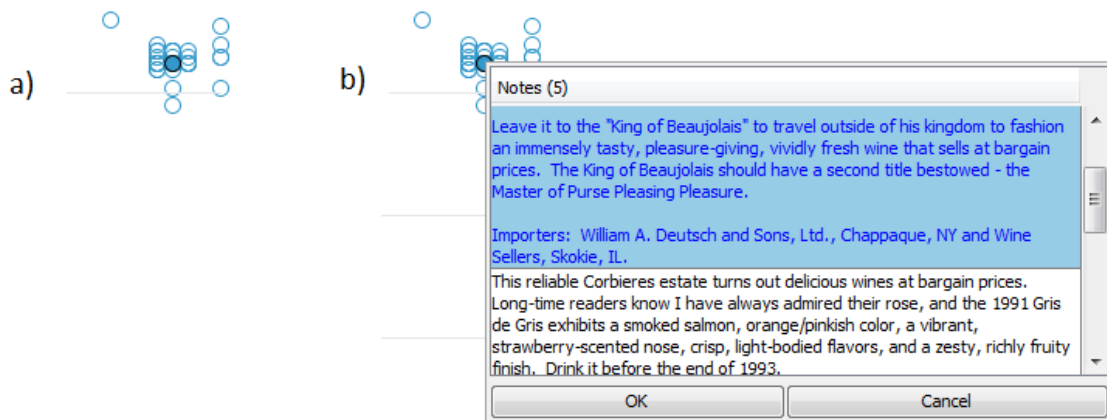 a)
b)
Notes (5)
Leave it to the "King of Beaujolais" to travel outside of his kingdom to fashion
an immensely tasty, pleasure-giving, vividly fresh wine that sells at bargain
prices.  The King of Beaujolais should have a second title bestowed - the
Master of Purse Pleasing Pleasure.
Importers:  William A. Deutsch and Sons, Ltd., Chappaque, NY and Wine
Sellers, Skokie, IL.
This reliable Corbieres estate turns out delicious wines at bargain prices.
Long-time readers know I have always admired their rose, and the 1991 Gris
de Gris exhibits a smoked salmon, orange/pinkish color, a vibrant,
strawberry-scented nose, crisp, light-bodied flavors, and a zesty, richly fruity
finish.  Drink it before the end of 1993.
OK
Cancel